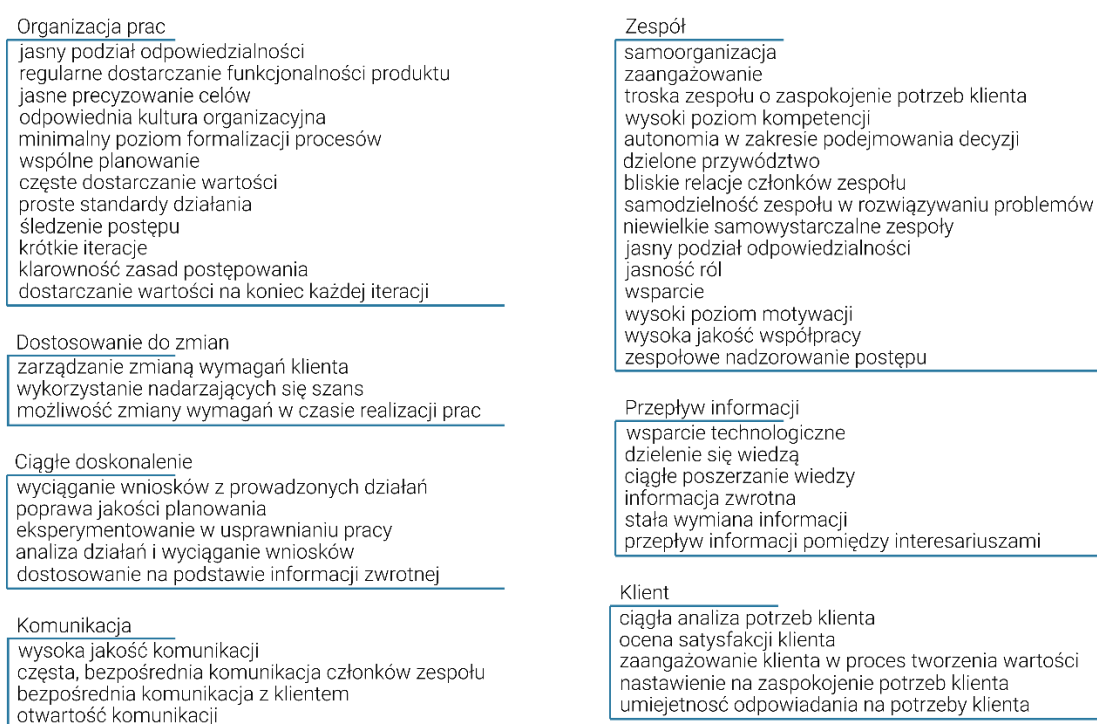 Organizacja prac
jasny podział odpowiedzialności
regularne dostarczanie funkcjonalności produktu
jasne precyzowanie celów
odpowiednia kultura organizacyjna
minimalny poziom formalizacji procesów
wspólne planowanie
częste dostarczanie wartości
proste standardy działania
śledzenie postępu
krótkie iteracje
klarowność zasad postępowania
dostarczanie wartości na koniec każdej iteracji
Dostosowanie do zmian
zarządzanie zmianą wymagań klienta
wykorzystanie nadarzających się szans
możliwość zmiany wymagań w czasie realizacji prac
Ciągłe doskonalenie
wyciąganie wniosków z prowadzonych działań
poprawa jakości planowania
eksperymentowanie w usprawnianiu pracy
analiza działań i wyciąganie wniosków
dostosowanie na podstawie informacji zwrotnej
Komunikacja
wysoka jakość komunikacji
częsta, bezpośrednia komunikacja członków zespołu
bezpośrednia komunikacja z klientem
otwartość komunikacji
Zespół
samoorganizacja
zaangażowanie
troska zespołu o zaspokojenie potrzeb klienta
wysoki poziom kompetencji
autonomia w zakresie podejmowania decyzji
dzielone przywództwo
bliskie relacje członków zespołu
samodzielność zespołu w rozwiązywaniu problemów
niewielkie samowystarczalne zespoły
jasny podział odpowiedzialności
jasność ról
wsparcie
wysoki poziom motywacji
wysoka jakość współpracy
zespołowe nadzorowanie postępu
Przepływ informacji
wsparcie technologiczne
dzielenie się wiedzą
ciągłe poszerzanie wiedzy
informacja zwrotna
stała wymiana informacji
przepływ informacji pomiędzy interesariuszami
Klient
ciągła analiza potrzeb klienta
ocena satysfakcji klienta
zaangażowanie klienta w proces tworzenia wartości
nastawienie na zaspokojenie potrzeb klienta
umiejetnosć odpowiadania na potrzeby klienta